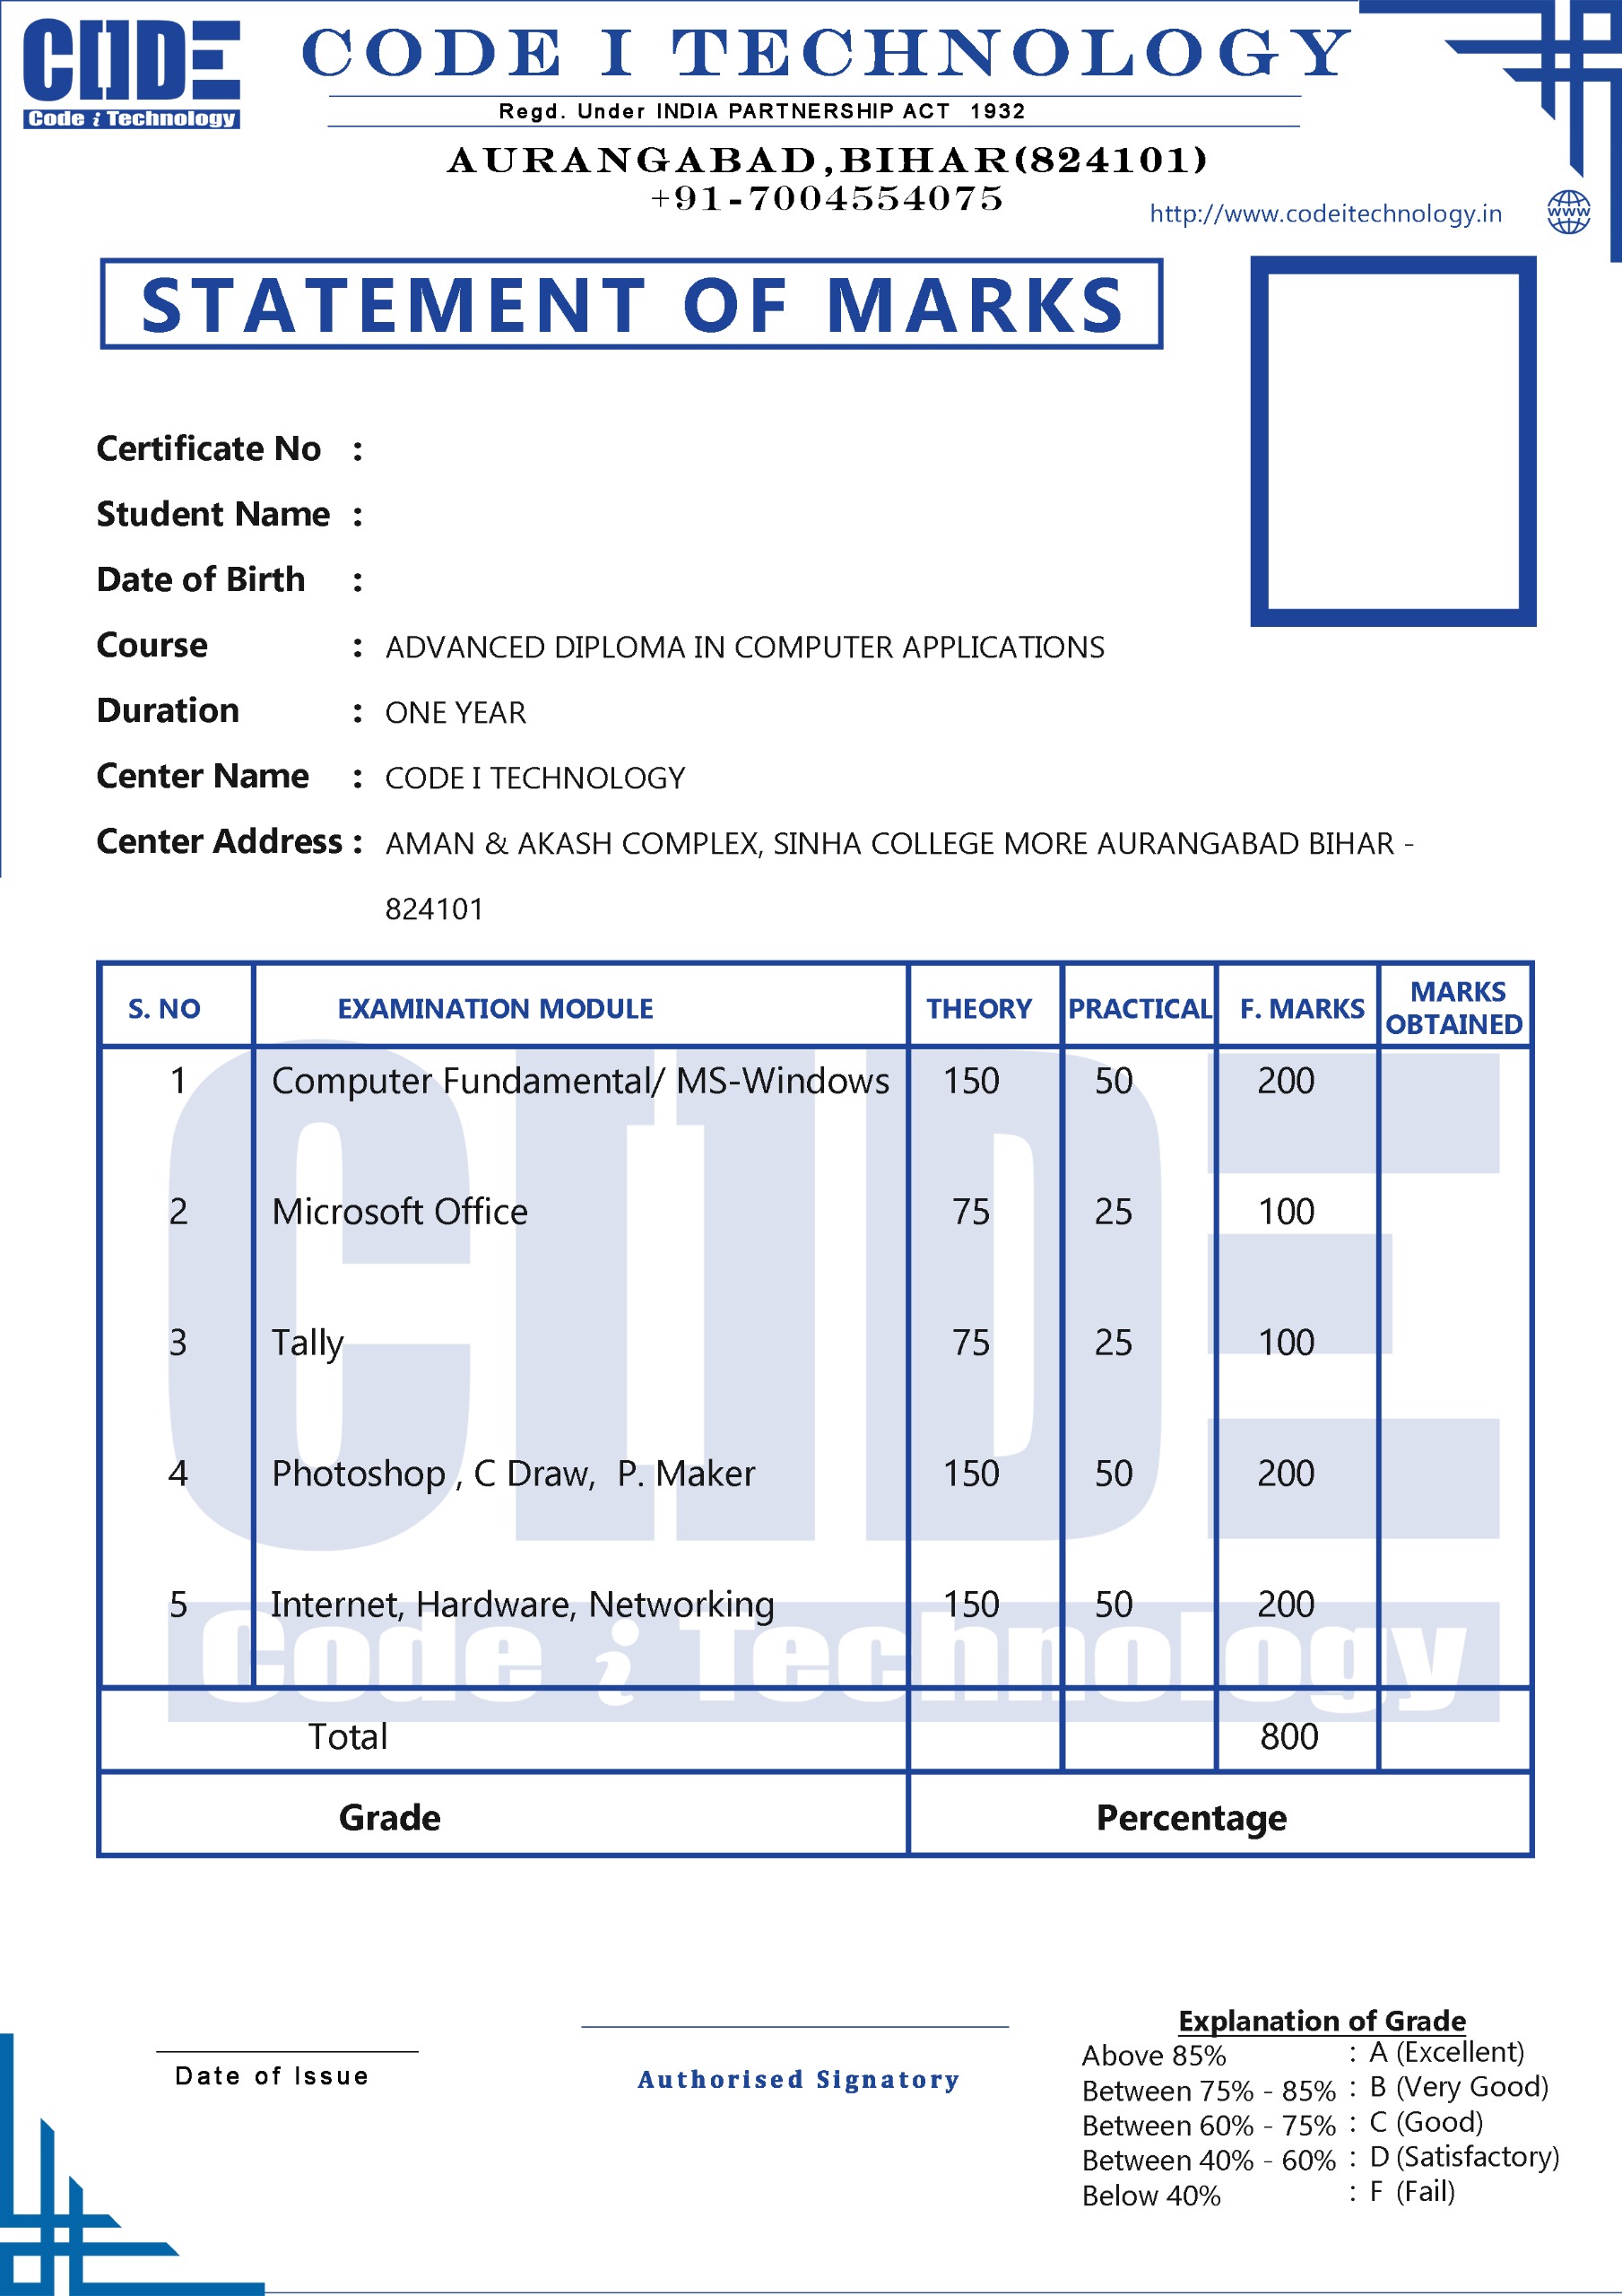 CODE
Code i Technology
CODE I TECHNOLOGY
Regd. Under INDIA PARTNERSHIP ACT 1932
AURANGABAD,BIHAR(824101)
+91-7004554075
http://www.codeitechnology.in
www
STATEMENT OF MARKS
Certificate No :
Student Name :
Date of Birth :
Course : ADVANCED DIPLOMA IN COMPUTER APPLICATIONS
Duration : ONE YEAR
Center Name : CODE I TECHNOLOGY
Center Address : AMAN & AKASH COMPLEX, SINHA COLLEGE MORE AURANGABAD BIHAR -
824101
S. NO EXAMINATION MODULE THEORY PRACTICAL F. MARKS MARKS OBTAINED
1 Computer Fundamental/ MS-Windows 150 50 200
2 Microsoft Office 75 25 100
3 Tally 75 25 100
4 Photoshop , C Draw, P. Maker 150 50 200
5 Internet, Hardware, Networking 150 50 200
CODE
Code i Technology
Total 800
Grade Percentage
Date of Issue
Authorised Signatory
Explanation of Grade
Above 85% : A (Excellent)
Between 75% - 85% : B (Very Good)
Between 60% - 75% : C (Good)
Between 40% - 60% : D (Satisfactory)
Below 40% : F (Fail)